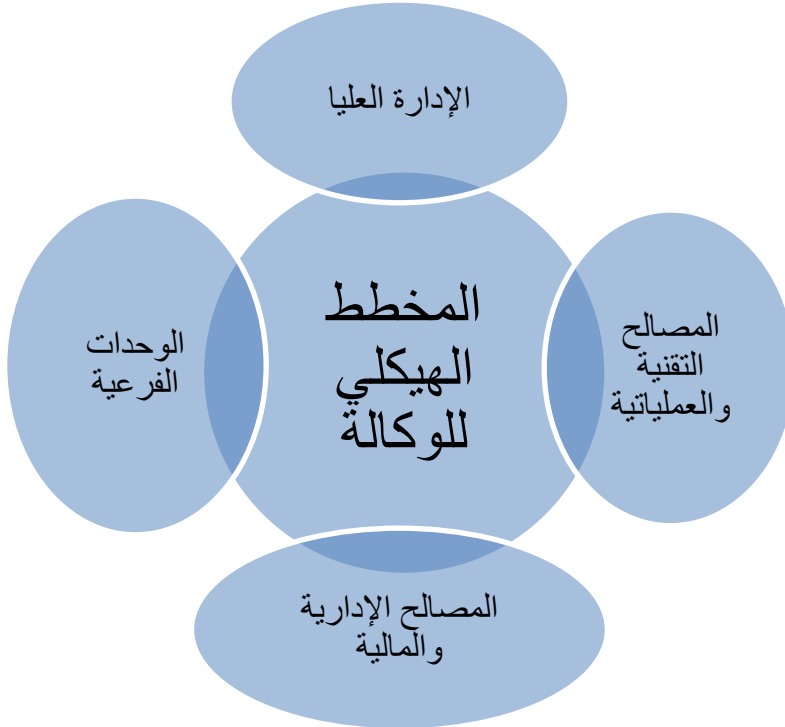 الإدارة العليا
المخطط
الهيكلي
للوكالة
المصالح
التقنية
والعملياتية
الوحدات
الفرعية
المصالح الإدارية
والمالية